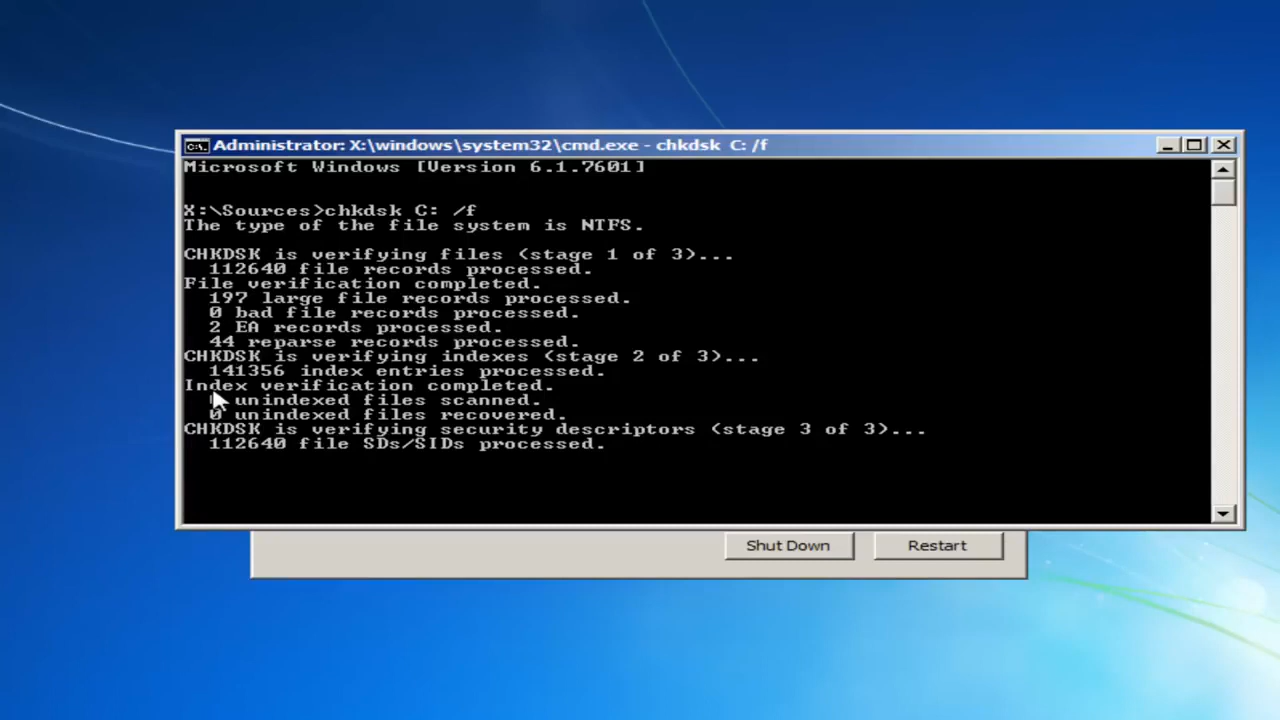 Administrator: X:\windows\system32\cmd.exe - chkdsk C: /f
Microsoft Windows [Version 6.1.7601]
X:\Sources>chkdsk C: /f
The type of the file system is NTFS.
CHKDSK is verifying files (stage 1 of 3)...
112640 file records processed.
File verification completed.
197 large file records processed.
0 bad file records processed.
2 EA records processed.
44 reparse records processed.
CHKDSK is verifying indexes (stage 2 of 3)...
141356 index entries processed.
Index verification completed.
0 unindexed files scanned.
0 unindexed files recovered.
CHKDSK is verifying security descriptors (stage 3 of 3)...
112640 file SDs/SIDs processed.
Shut Down
Restart